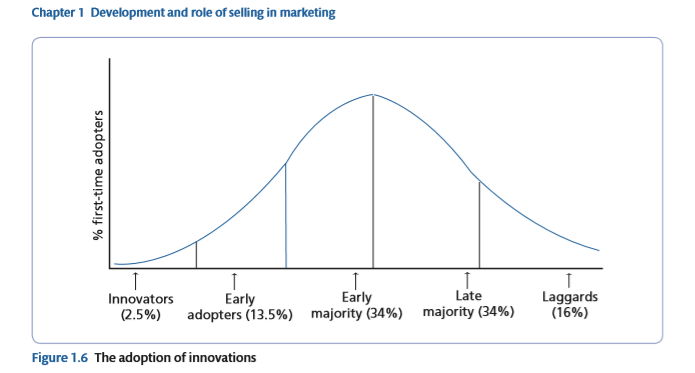 Chapter 1 Development and role of selling in marketing
% first-time adopters
Innovators
(2.5%)
Early
adopters (13.5%)
Early
majority (34%)
Late
majority (34%)
Laggards
(16%)
Figure 1.6 The adoption of innovations